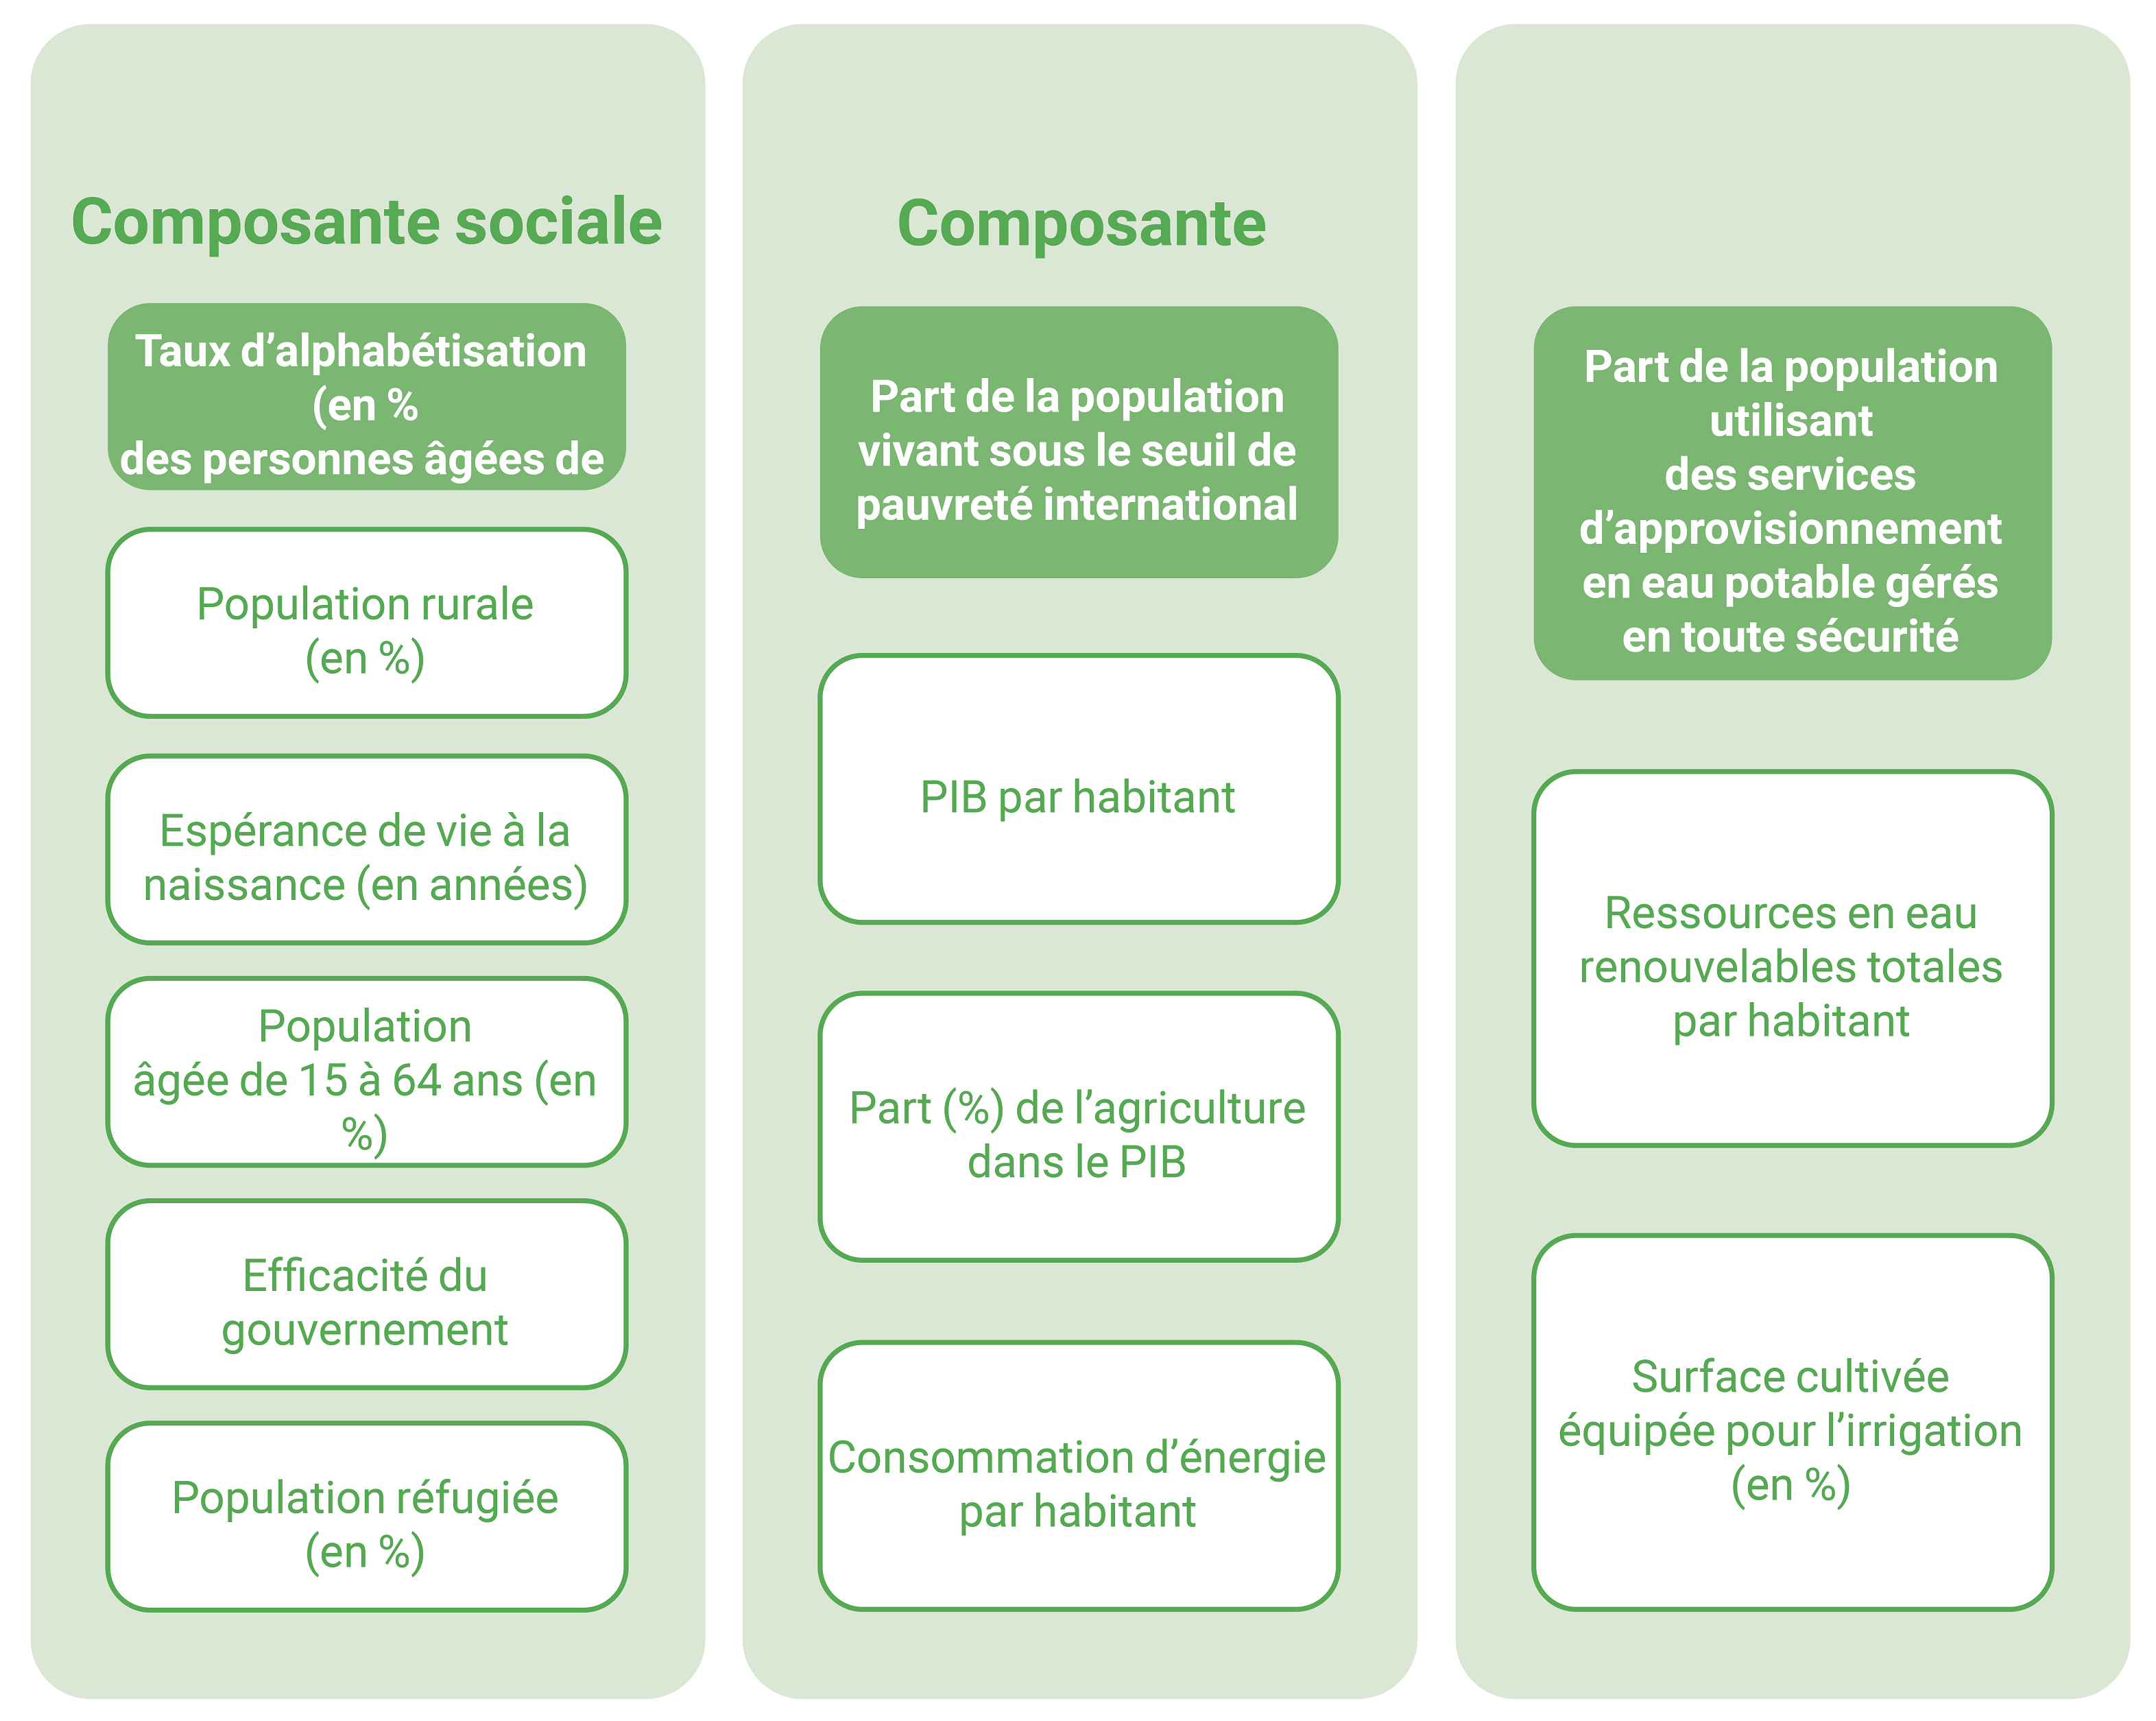 Composante sociale
Taux d’alphabétisation
(en %
des personnes âgées de
Population rurale
(en %)
Espérance de vie à la
naissance (en années)
Population
âgée de 15 à 64 ans (en
%)
Efficacité du
gouvernement
Population réfugiée
(en %)
Composante
Part de la population
vivant sous le seuil de
pauvreté international
PIB par habitant
Part (%) de l’agriculture
dans le PIB
Consommation d’énergie
par habitant
Part de la population
utilisant
des services
d’approvisionnement
en eau potable gérés
en toute sécurité
Ressources en eau
renouvelables totales
par habitant
Surface cultivée
équipée pour l’irrigation
(en %)